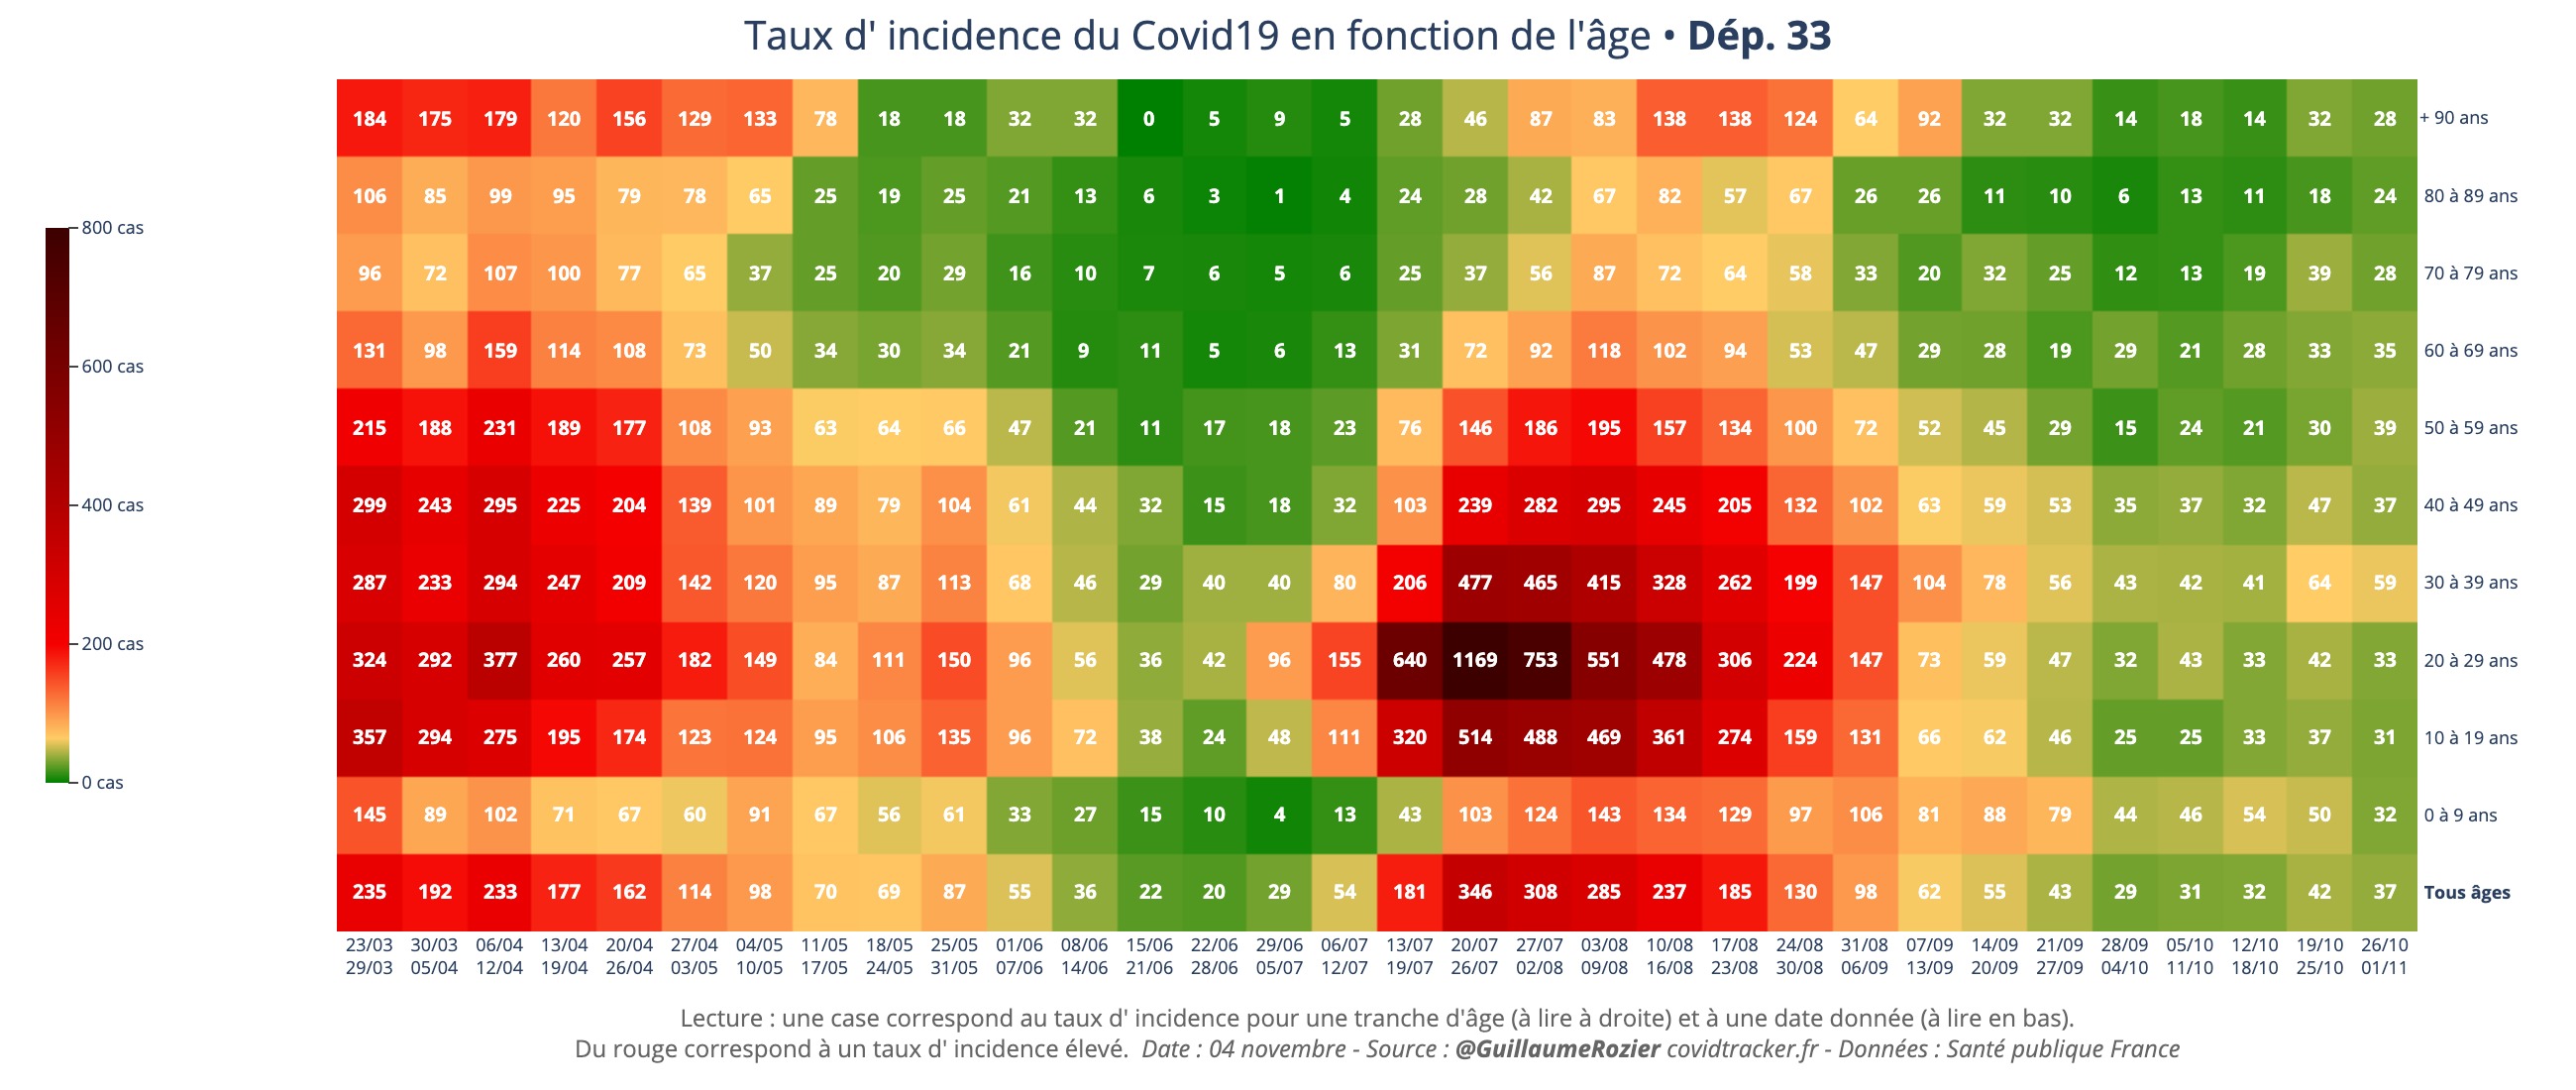 Taux d' incidence du Covid19 en fonction de l'âge • Dép. 33
184 175 179 120 156 129 133 78 18 18 32 32 0 5 9 5 28 46 87 83 138 138 124 64 92 32 32 14 18 14 32 28 + 90 ans
106 85 99 95 79 78 65 25 19 25 21 13 6 3 1 4 24 28 42 67 82 57 67 26 26 11 10 6 13 11 18 24 80 à 89 ans
800 cas
96 72 107 100 77 65 37 25 20 29 16 10 7 6 5 6 25 37 56 87 72 64 58 33 20 32 25 12 13 19 39 28 70 à 79 ans
131 98 159 114 108 73 50 34 30 34 21 9 11 5 6 13 31 72 92 118 102 94 53 47 29 28 19 29 21 28 33 35 60 à 69 ans
600 cas
215 188 231 189 177 108 93 63 64 66 47 21 11 17 18 23 76 146 186 195 157 134 100 72 52 45 29 15 24 21 30 39 50 à 59 ans
400 cas
299 243 295 225 204 139 101 89 79 104 61 44 32 15 18 32 103 239 282 295 245 205 132 102 63 59 53 35 37 32 47 37 40 à 49 ans
287 233 294 247 209 142 120 95 87 113 68 46 29 40 40 80 206 477 465 415 328 262 199 147 104 78 56 43 42 41 64 59 30 à 39 ans
200 cas
324 292 377 260 257 182 149 84 111 150 96 56 36 42 96 155 640 1169 753 551 478 306 224 147 73 59 47 32 43 33 42 33 20 à 29 ans
357 294 275 195 174 123 124 95 106 135 96 72 38 24 48 111 320 514 488 469 361 274 159 131 66 62 46 25 25 33 37 31 10 à 19 ans
0 cas
145 89 102 71 67 60 91 67 56 61 33 27 15 10 4 13 43 103 124 143 134 129 97 106 81 88 79 44 46 54 50 32 0 à 9 ans
235 192 233 177 162 114 98 70 69 87 55 36 22 20 29 54 181 346 308 285 237 185 130 98 62 55 43 29 31 32 42 37 Tous âges
23/03 30/03 06/04 13/04 20/04 27/04 04/05 11/05 18/05 25/05 01/06 08/06 15/06 22/06 29/06 06/07 13/07 20/07 27/07 03/08 10/08 17/08 24/08 31/08 07/09 14/09 21/09 28/09 05/10 12/10 19/10 26/10
29/03 05/04 12/04 19/04 26/04 03/05 10/05 17/05 24/05 31/05 07/06 14/06 21/06 28/06 05/07 12/07 19/07 26/07 02/08 09/08 16/08 23/08 30/08 06/09 13/09 20/09 27/09 04/10 11/10 18/10 25/10 01/11
Lecture : une case correspond au taux d' incidence pour une tranche d'âge (à lire à droite) et à une date donnée (à lire en bas).
Du rouge correspond à un taux d' incidence élevé. Date : 04 novembre - Source : @GuillaumeRozier covidtracker.fr - Données : Santé publique France